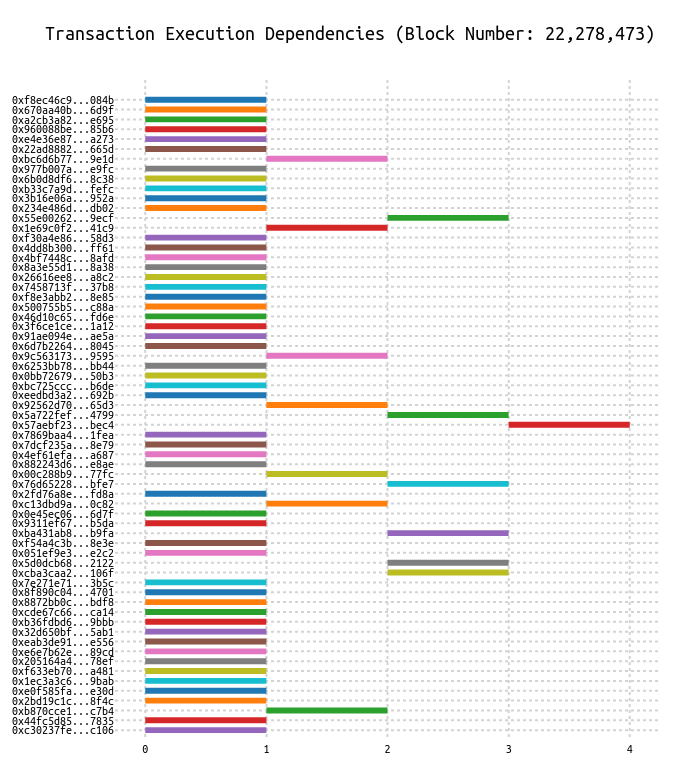 Transaction Execution Dependencies (Block Number: 22,278,473)
0xf8ec46c9...084b
0x670aa40b...6d9f
0xa2cb3a82...e695
0x960088be...85b6
0xe4e36e87...a273
0x22ad8882...665d
0xbc6d6b77...9e1d
0x977b007a...e9fc
0x6b0d8df6...8c38
0xb33c7a9d...fefc
0x3b16e06a...952a
0x234e486d...db02
0x55e00262...9ecf
0x1e69c0f2...41c9
0xf30a4e86...58d3
0x4dd8b300...ff61
0x4bf7448c...8afd
0x8a3e55d1...8a38
0x26616ee8...a8c2
0x7458713f...37b8
0xf8e3abb2...8e85
0x500755b5...c88a
0x46d10c65...fd6e
0x3f6ce1ce...1a12
0x91ae094e...ae5a
0x6d7b2264...8045
0x9c563173...9595
0x6253bb78...bb44
0x0bb72679...50b3
0xbc725ccc...b6de
0xeedbd3a2...692b
0x92562d70...65d3
0x5a722fef...4799
0x57aebf23...bec4
0x7869baa4...1fea
0x7dcf235a...8e79
0x4ef61efa...a687
0x882243d6...e8ae
0x00c288b9...77fc
0x76d65228...bfe7
0x2fd76a8e...fd8a
0xc13dbd9a...0c82
0x0e45ec06...6d7f
0x9311ef67...b5da
0xba431ab8...b9fa
0xf54a4c3b...8e3e
0x051ef9e3...e2c2
0x5d0dcb68...2122
0xcba3caa2...106f
0x7e271e71...3b5c
0x8f890c04...4701
0x8872bb0c...bdf8
0xcde67c66...ca14
0xb36fdbd6...9bbb
0x32d650bf...5ab1
0xeab3de91...e556
0xe6e7b62e...89cd
0x205164a4...78ef
0xf633eb70...a481
0x1ec3a3c6...9bab
0xe0f585fa...e30d
0x2bd19c1c...8f4c
0xb870cce1...c7b4
0x44fc5d85...7835
0xc30237fe...c106
0 1 2 3 4